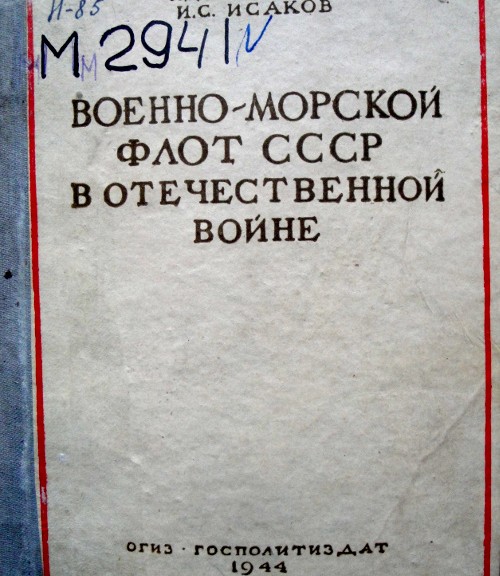 И-85
И.С. ИСАКОВ
М 2941
М
ВОЕННО-МОРСКОЙ
ФЛОТ СССР
В ОТЕЧЕСТВЕННОЙ
ВОЙНЕ
ОГИЗ · ГОСПОЛИТИЗДАТ
1944